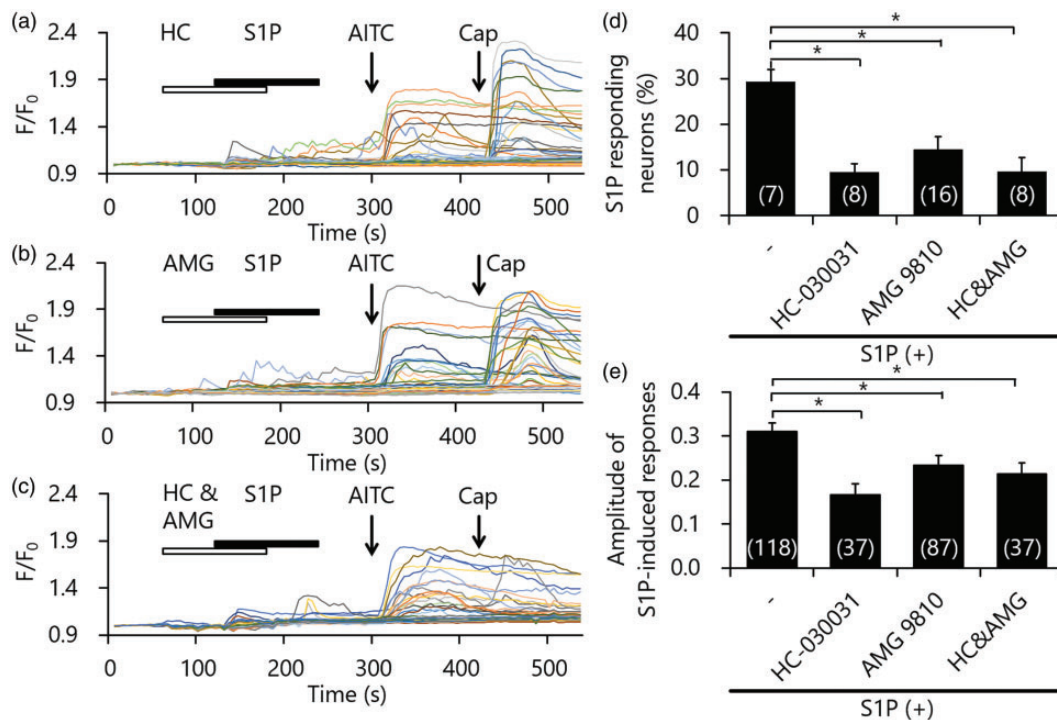 (a)
HC S1P AITC Cap
2.4
1.9
1.4
0.9
F/F0
0 100 200 300 400 500
Time (s)
(b)
AMG S1P AITC Cap
2.4
1.9
1.4
0.9
F/F0
0 100 200 300 400 500
Time (s)
(c)
HC & S1P AITC Cap
AMG
2.4
1.9
1.4
0.9
F/F0
0 100 200 300 400 500
Time (s)
(d)
S1P responding
neurons (%)
40
30
20
10
0
*
*
*
(7) (8) (16) (8)
- HC-030031 AMG 9810 HC&AMG
S1P (+)
(e)
Amplitude of
S1P-induced responses
0.4
0.3
0.2
0.1
0.0
*
*
*
(118) (37) (87) (37)
- HC-030031 AMG 9810 HC&AMG
S1P (+)